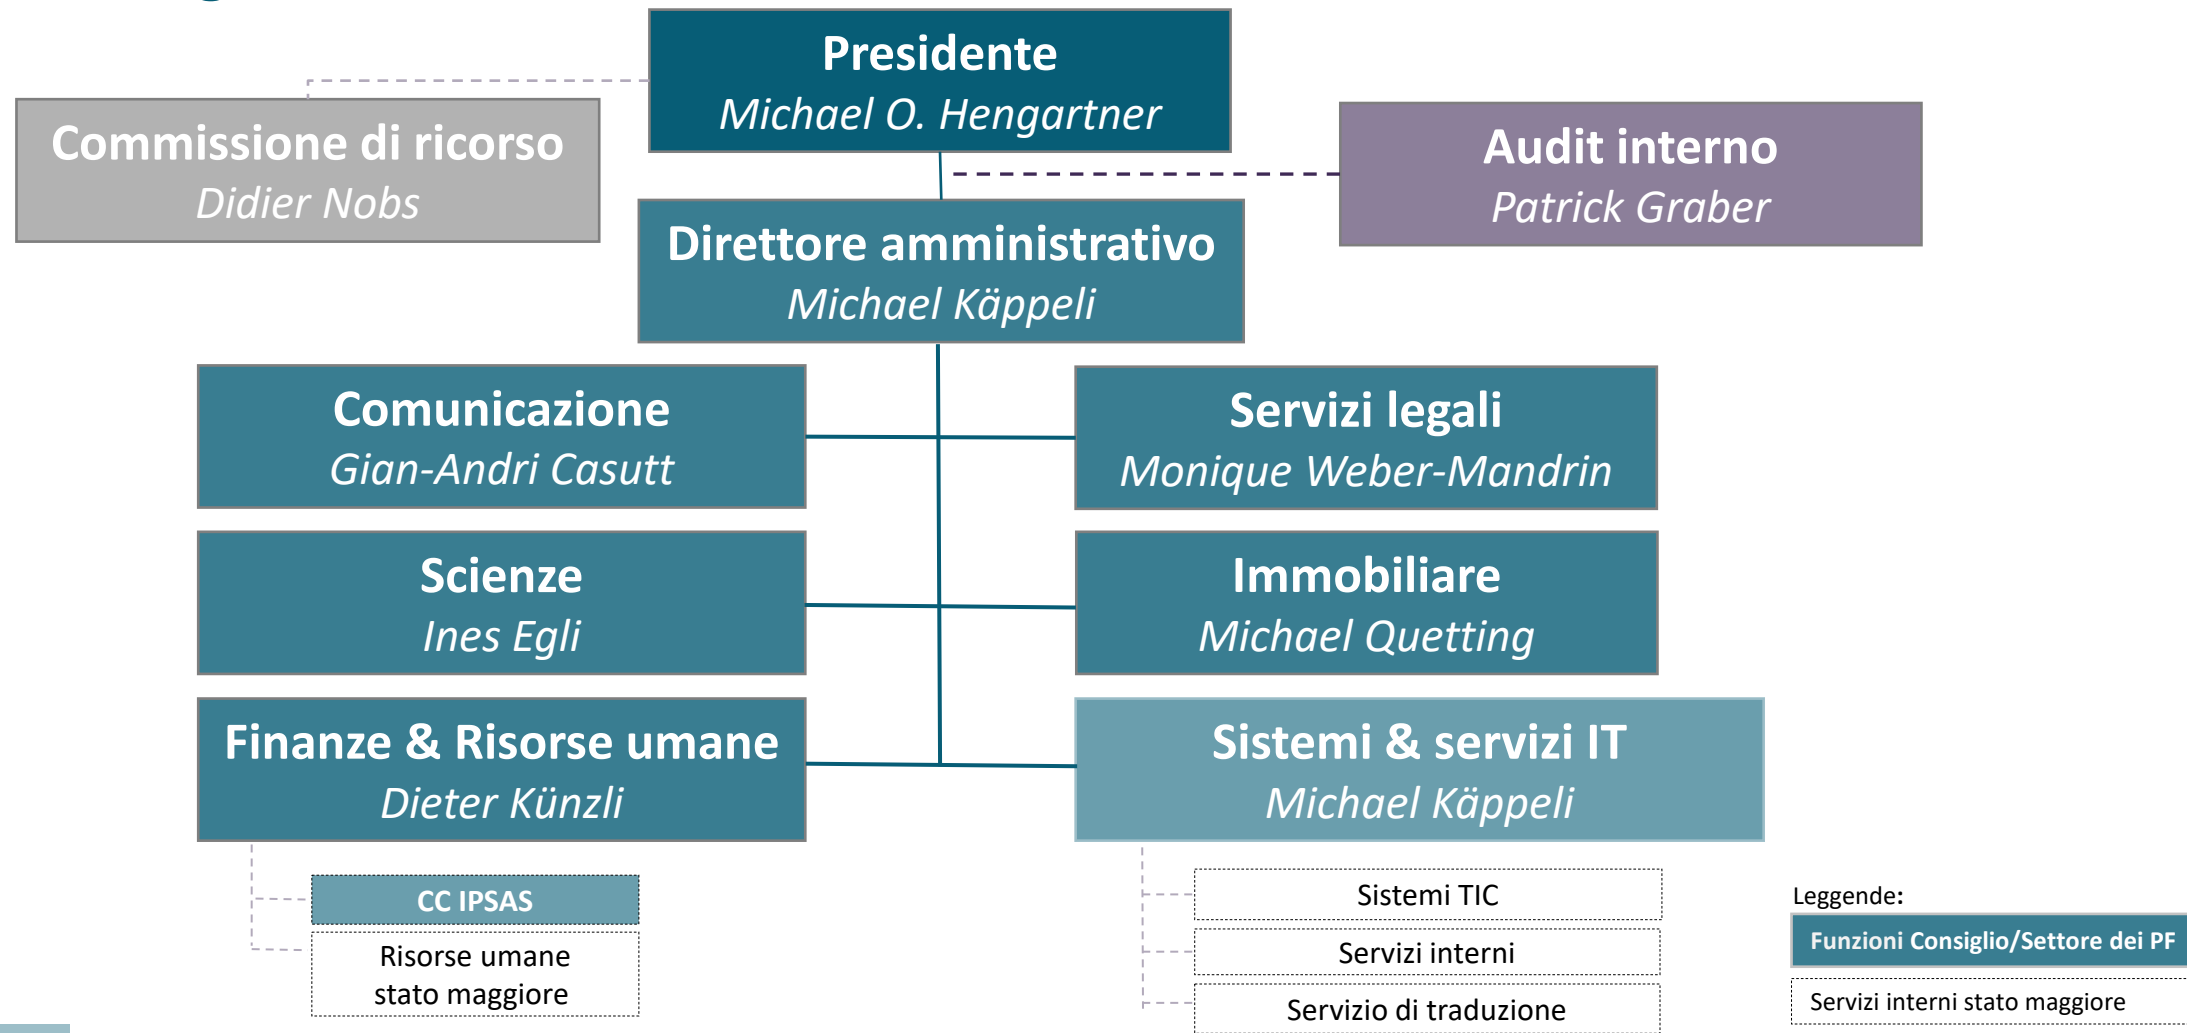 Presidente
Michael O. Hengartner
Commissione di ricorso
Didier Nobs
Audit interno
Patrick Graber
Direttore amministrativo
Michael Käppeli
Comunicazione
Gian-Andri Casutt
Servizi legali
Monique Weber-Mandrin
Scienze
Ines Egli
Immobiliare
Michael Quetting
Finanze & Risorse umane
Dieter Künzli
Sistemi & servizi IT
Michael Käppeli
CC IPSAS
Risorse umane
stato maggiore
Sistemi TIC
Servizi interni
Servizio di traduzione
Leggende:
Funzioni Consiglio/Settore dei PF
Servizi interni stato maggiore